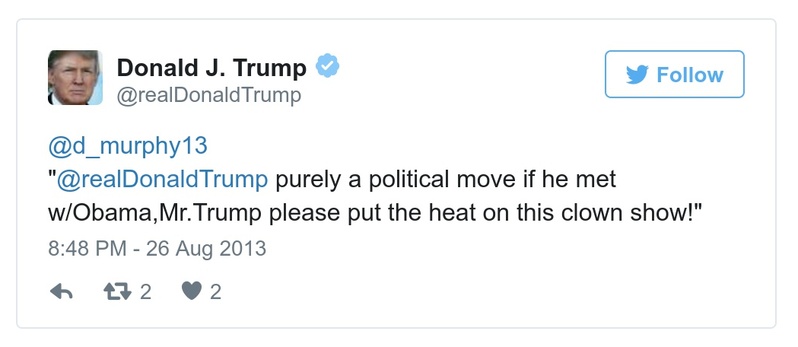 Donald J. Trump
@realDonaldTrump
Follow
@d_murphy13
"@realDonaldTrump purely a political move if he met
w/Obama,Mr.Trump please put the heat on this clown show!"
8:48 PM - 26 Aug 2013
2 2